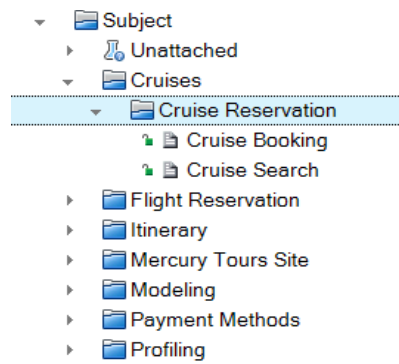 Subject
Unattached
Cruises
Cruise Reservation
Cruise Booking
Cruise Search
Flight Reservation
Itinerary
Mercury Tours Site
Modeling
Payment Methods
Profiling